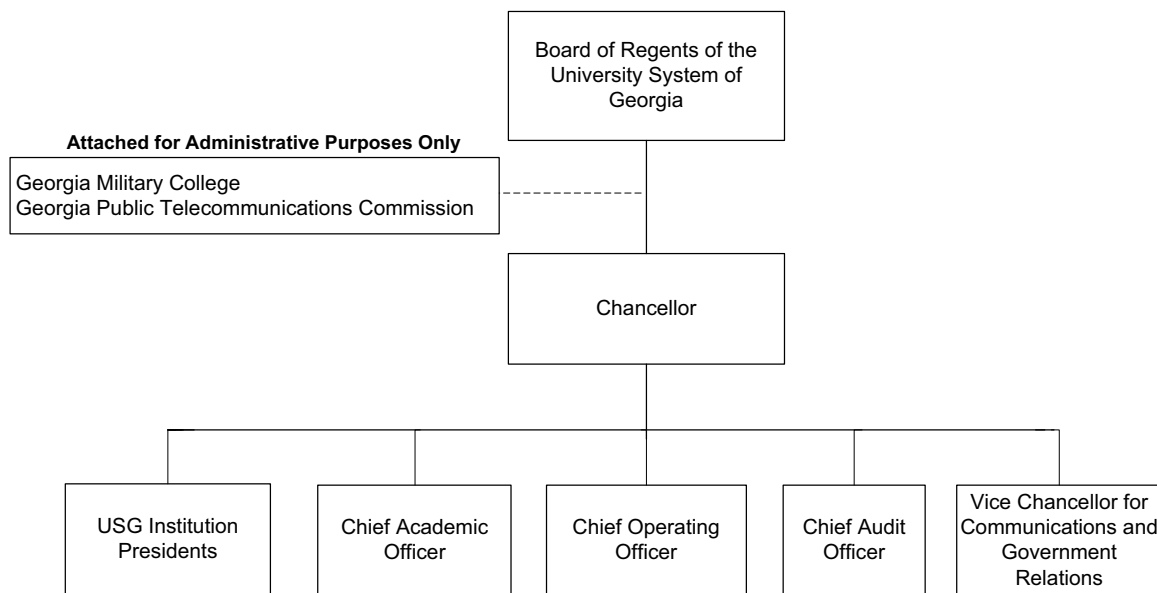 Board of Regents of the
University System of
Georgia
Attached for Administrative Purposes Only
Georgia Military College
Georgia Public Telecommunications Commission
Chancellor
USG Institution
Presidents
Chief Academic
Officer
Chief Operating
Officer
Chief Audit
Officer
Vice Chancellor for
Communications and
Government
Relations